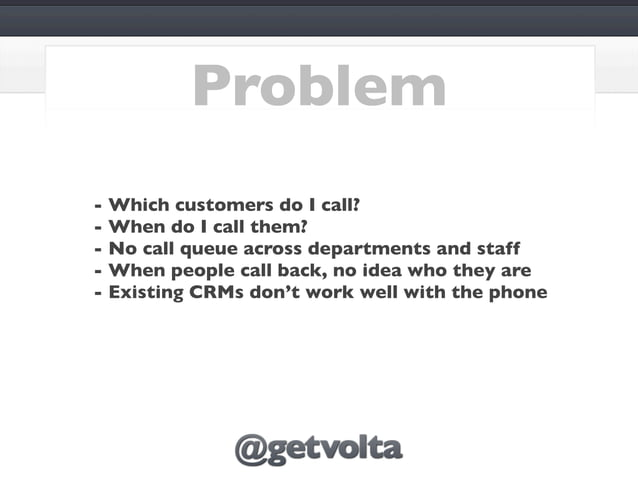 Problem
- Which customers do I call?
- When do I call them?
- No call queue across departments and staff
- When people call back, no idea who they are
- Existing CRMs don’t work well with the phone
@getvolta